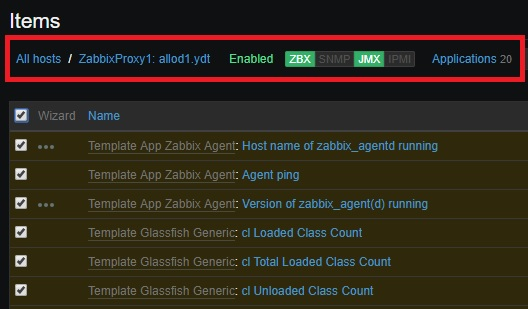 Items
All hosts / ZabbixProxy1: allod1.ydt Enabled ZBX SNMP JMX IPMI Applications 20
Wizard Name
Template App Zabbix Agent: Host name of zabbix_agentd running
Template App Zabbix Agent: Agent ping
Template App Zabbix Agent: Version of zabbix_agent(d) running
Template Glassfish Generic: cl Loaded Class Count
Template Glassfish Generic: cl Total Loaded Class Count
Template Glassfish Generic: cl Unloaded Class Count